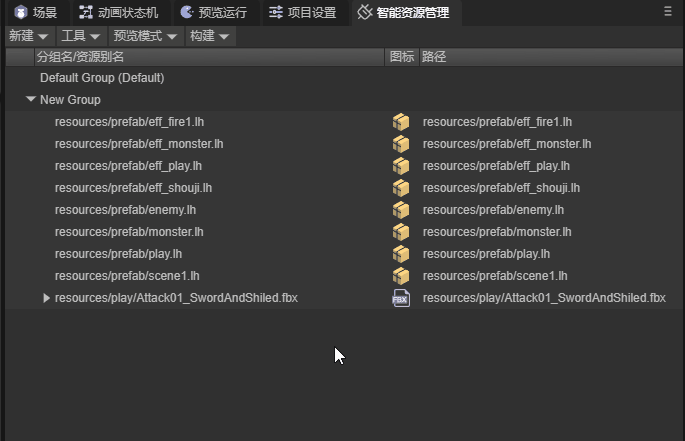 场景 动画状态机 预览运行 项目设置 智能资源管理
新建 工具 预览模式 构建
分组名/资源别名 图标 路径
Default Group (Default)
New Group
resources/prefab/eff_fire1.lh resources/prefab/eff_fire1.lh
resources/prefab/eff_monster.lh resources/prefab/eff_monster.lh
resources/prefab/eff_play.lh resources/prefab/eff_play.lh
resources/prefab/eff_shouji.lh resources/prefab/eff_shouji.lh
resources/prefab/enemy.lh resources/prefab/enemy.lh
resources/prefab/monster.lh resources/prefab/monster.lh
resources/prefab/play.lh resources/prefab/play.lh
resources/prefab/scene1.lh resources/prefab/scene1.lh
resources/play/Attack01_SwordAndShiled.fbx FBX resources/play/Attack01_SwordAndShiled.fbx